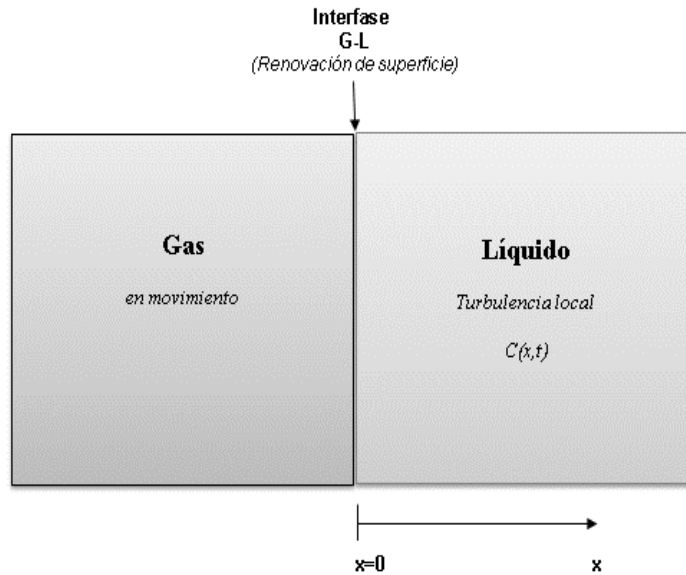 Interfase
G-L
(Renovación de superficie)
Gas
en movimiento
Líquido
Turbulencia local
C(x,t)
x=0
x